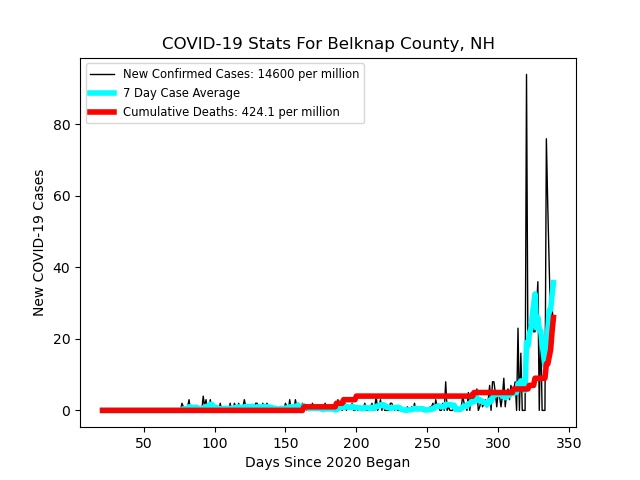 COVID-19 Stats For Belknap County, NH
New Confirmed Cases: 14600 per million
7 Day Case Average
Cumulative Deaths: 424.1 per million
New COVID-19 Cases
80
60
40
20
0
50 100 150 200 250 300 350
Days Since 2020 Began